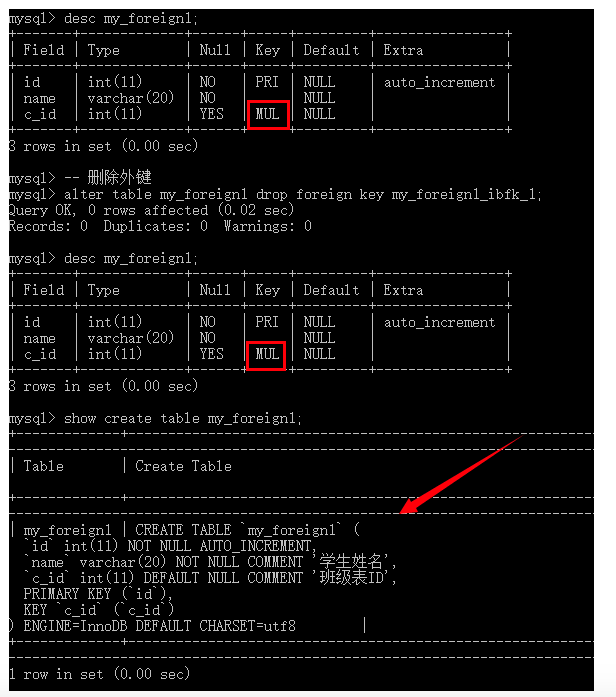 mysql> desc my_foreign1;
+-------+-------------+------+-----+---------+----------------+
| Field | Type        | Null | Key | Default | Extra          |
+-------+-------------+------+-----+---------+----------------+
| id    | int(11)     | NO   | PRI | NULL    | auto_increment |
| name  | varchar(20) | NO   |     | NULL    |                |
| c_id  | int(11)     | YES  | MUL | NULL    |                |
+-------+-------------+------+-----+---------+----------------+
3 rows in set (0.00 sec)
mysql> -- 删除外键
mysql> alter table my_foreign1 drop foreign key my_foreign1_ibfk_1;
Query OK, 0 rows affected (0.02 sec)
Records: 0  Duplicates: 0  Warnings: 0
mysql> desc my_foreign1;
+-------+-------------+------+-----+---------+----------------+
| Field | Type        | Null | Key | Default | Extra          |
+-------+-------------+------+-----+---------+----------------+
| id    | int(11)     | NO   | PRI | NULL    | auto_increment |
| name  | varchar(20) | NO   |     | NULL    |                |
| c_id  | int(11)     | YES  | MUL | NULL    |                |
+-------+-------------+------+-----+---------+----------------+
3 rows in set (0.00 sec)
mysql> show create table my_foreign1;
| Table       | Create Table
| my_foreign1 | CREATE TABLE `my_foreign1` (
  `id` int(11) NOT NULL AUTO_INCREMENT,
  `name` varchar(20) NOT NULL COMMENT '学生姓名',
  `c_id` int(11) DEFAULT NULL COMMENT '班级表ID',
  PRIMARY KEY (`id`),
  KEY `c_id` (`c_id`)
) ENGINE=InnoDB DEFAULT CHARSET=utf8        |
1 row in set (0.00 sec)